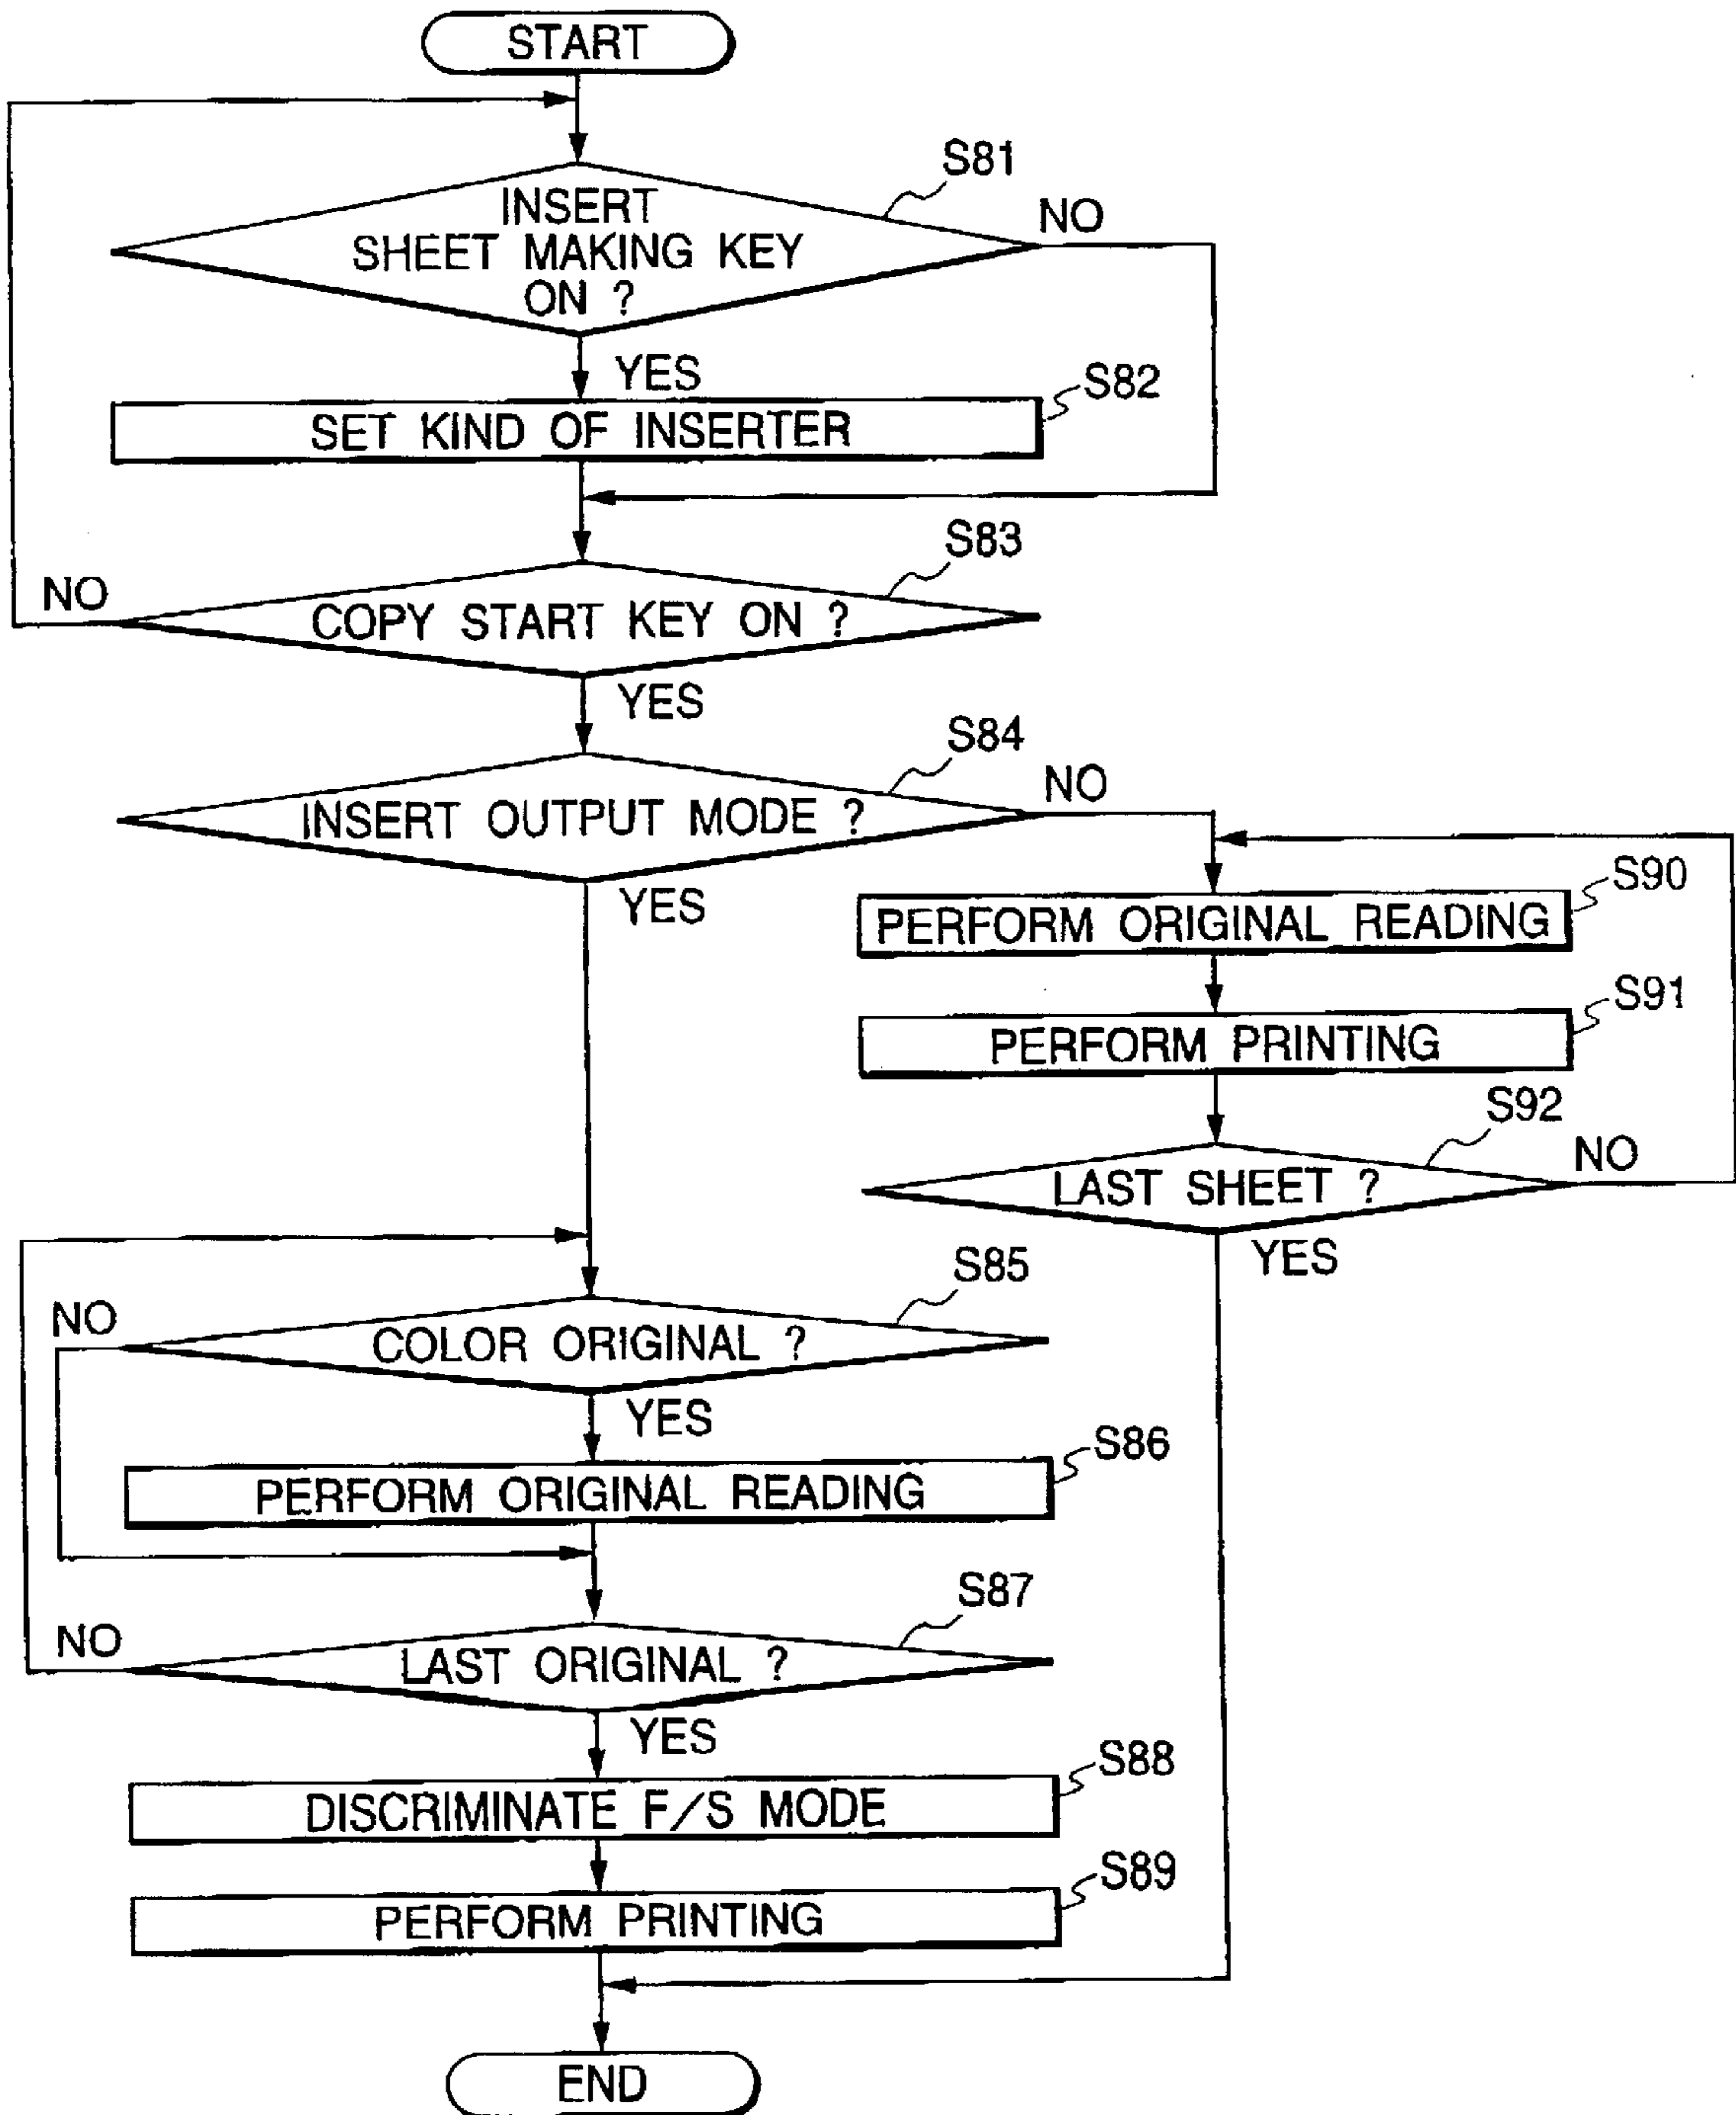 START
S81
INSERT
SHEET MAKING KEY
ON ?
NO
YES
S82
SET KIND OF INSERTER
S83
NO
COPY START KEY ON ?
YES
S84
INSERT OUTPUT MODE ?
NO
YES
S90
PERFORM ORIGINAL READING
S91
PERFORM PRINTING
S92
LAST SHEET ?
NO
YES
S85
NO
COLOR ORIGINAL ?
YES
S86
PERFORM ORIGINAL READING
S87
NO
LAST ORIGINAL ?
YES
S88
DISCRIMINATE F/S MODE
S89
PERFORM PRINTING
END